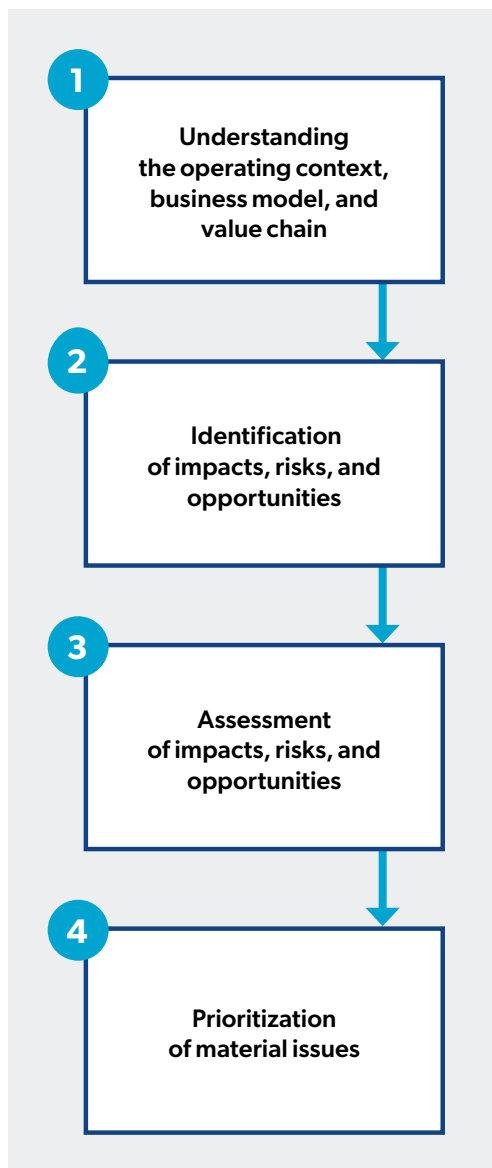 1
Understanding
the operating context,
business model, and
value chain
2
Identification
of impacts, risks, and
opportunities
3
Assessment
of impacts, risks, and
opportunities
4
Prioritization
of material issues